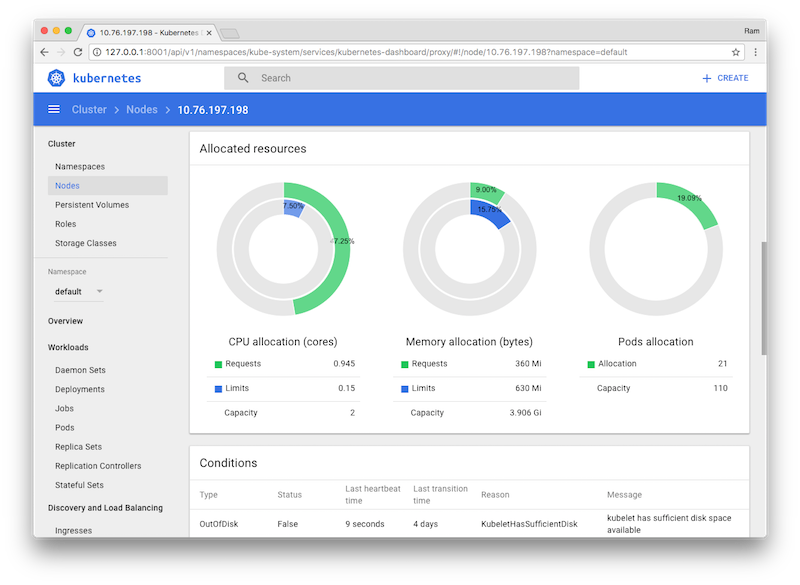 10.76.197.198 - Kubernetes
Ram
127.0.0.1:8001/api/v1/namespaces/kube-system/services/kubernetes-dashboard/proxy/#!/node/10.76.197.198?namespace=default
kubernetes
Search
+ CREATE
Cluster > Nodes > 10.76.197.198
Cluster
Namespaces
Nodes
Persistent Volumes
Roles
Storage Classes
Namespace
default
Overview
Workloads
Daemon Sets
Deployments
Jobs
Pods
Replica Sets
Replication Controllers
Stateful Sets
Discovery and Load Balancing
Ingresses
Allocated resources
7.50%
47.25%
CPU allocation (cores)
Requests 0.945
Limits 0.15
Capacity 2
9.00%
15.75%
Memory allocation (bytes)
Requests 360 Mi
Limits 630 Mi
Capacity 3.906 Gi
19.09%
Pods allocation
Allocation 21
Capacity 110
Conditions
Type Status Last heartbeat time Last transition time Reason Message
OutOfDisk False 9 seconds 4 days KubeletHasSufficientDisk kubelet has sufficient disk space available